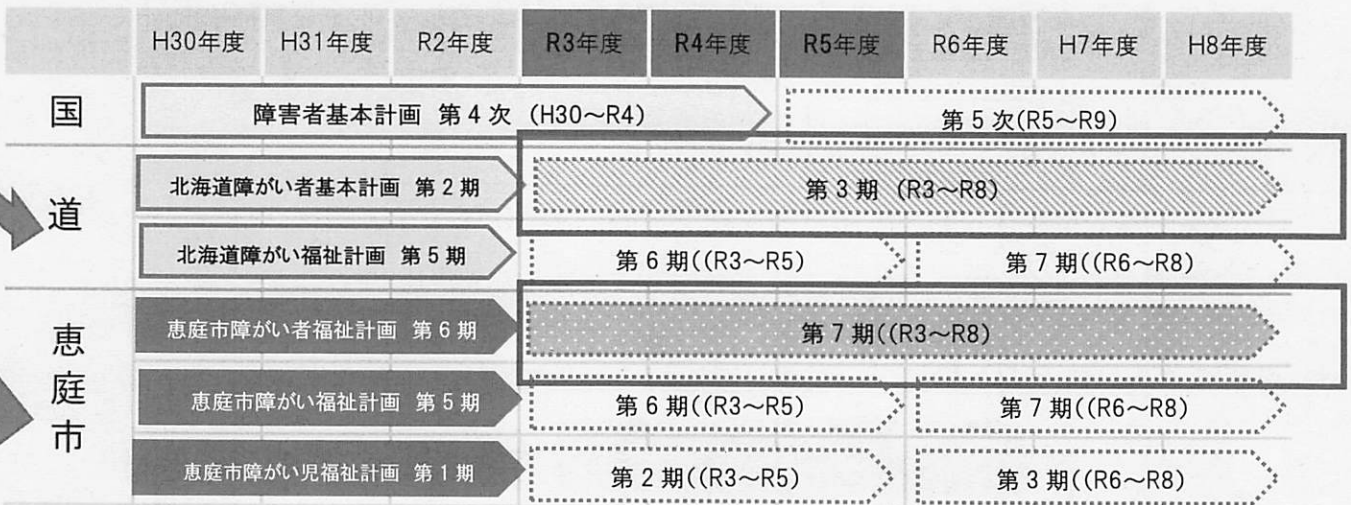 H30年度 H31年度 R2年度 R3年度 R4年度 R5年度 R6年度 H7年度 H8年度
国
障害者基本計画 第4次 (H30～R4)
第5次(R5～R9)
道
北海道障がい者基本計画 第2期
第3期 (R3～R8)
北海道障がい福祉計画 第5期
第6期((R3～R5)
第7期((R6～R8)
恵庭市
恵庭市障がい者福祉計画 第6期
第7期((R3～R8)
恵庭市障がい福祉計画 第5期
第6期((R3～R5)
第7期((R6～R8)
恵庭市障がい児福祉計画 第1期
第2期((R3～R5)
第3期((R6～R8)